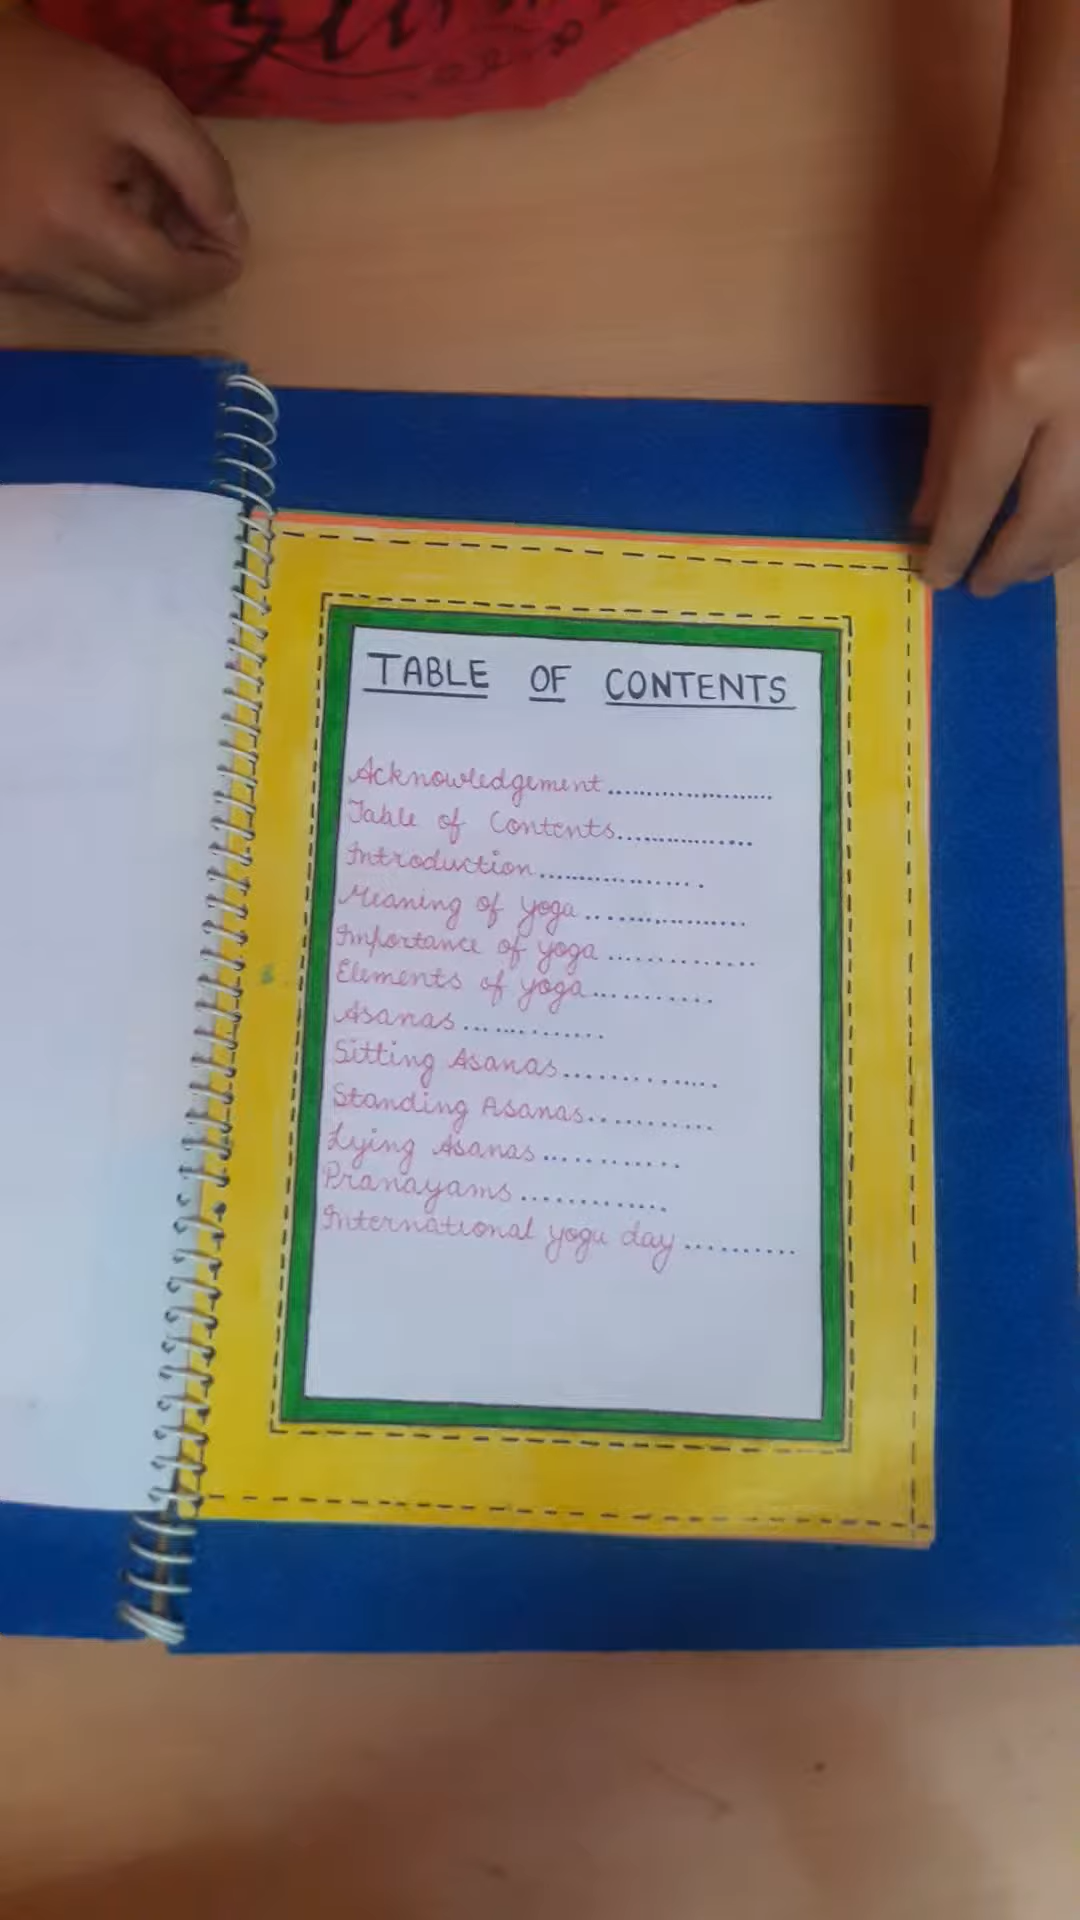 TABLE OF CONTENTS
Acknowledgement.....................
Table of Contents.................
Introduction...................
Meaning of yoga.................
Importance of yoga.............
Elements of yoga...........
Asanas..............
Sitting Asanas.............
Standing Asanas...........
Lying Asanas............
Pranayams............
International yoga day..........